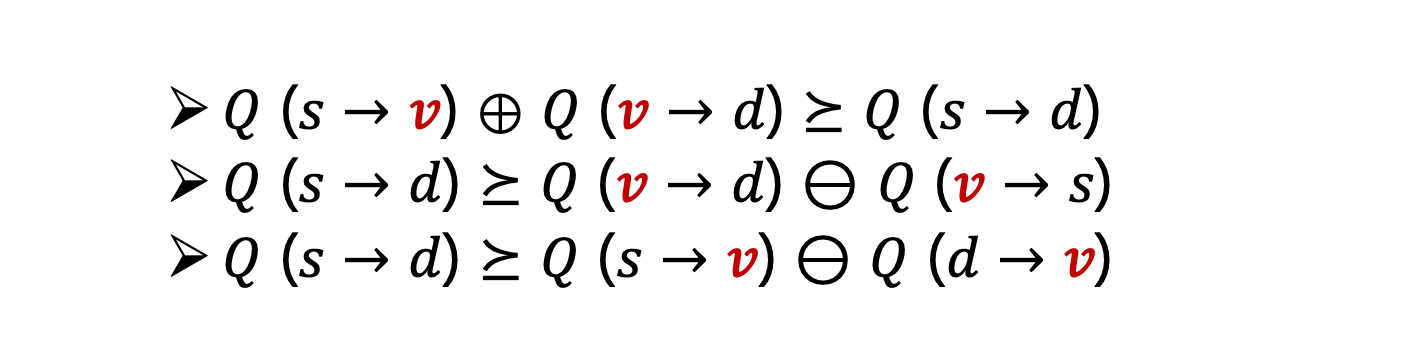 ➢ Q (s → v) ⊕ Q (v → d) ⪰ Q (s → d)
➢ Q (s → d) ⪰ Q (v → d) ⊖ Q (v → s)
➢ Q (s → d) ⪰ Q (s → v) ⊖ Q (d → v)